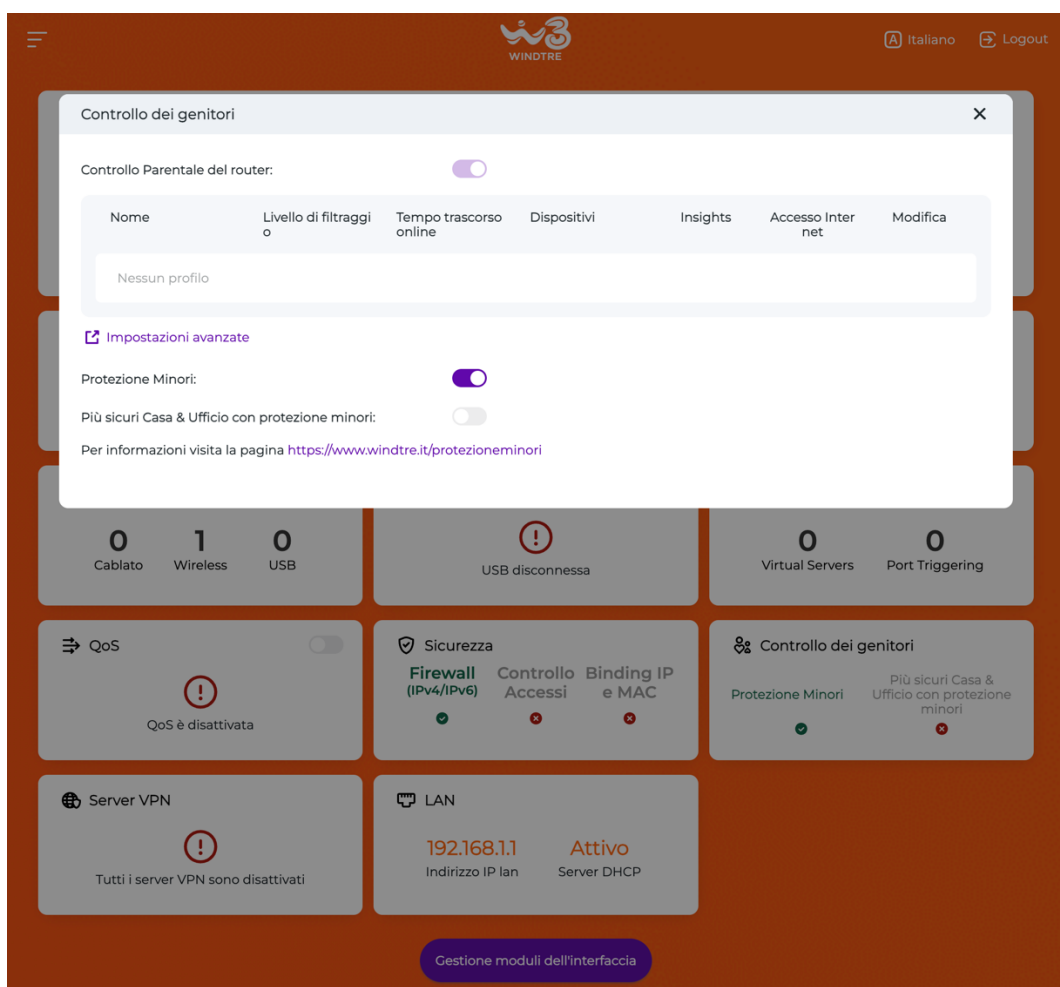 WINDTRE
A Italiano
Logout
Controllo dei genitori
Controllo Parentale del router:
Nome
Livello di filtraggi
o
Tempo trascorso
online
Dispositivi
Insights
Accesso Inter
net
Modifica
Nessun profilo
Impostazioni avanzate
Protezione Minori:
Più sicuri Casa & Ufficio con protezione minori:
Per informazioni visita la pagina https://www.windtre.it/protezioneminori
0
Cablato
1
Wireless
0
USB
USB disconnessa
0
Virtual Servers
0
Port Triggering
QoS
QoS è disattivata
Sicurezza
Firewall
(IPv4/IPv6)
Controllo
Accessi
Binding IP
e MAC
Controllo dei genitori
Protezione Minori
Più sicuri Casa &
Ufficio con protezione
minori
Server VPN
Tutti i server VPN sono disattivati
LAN
192.168.1.1
Indirizzo IP lan
Attivo
Server DHCP
Gestione moduli dell'interfaccia